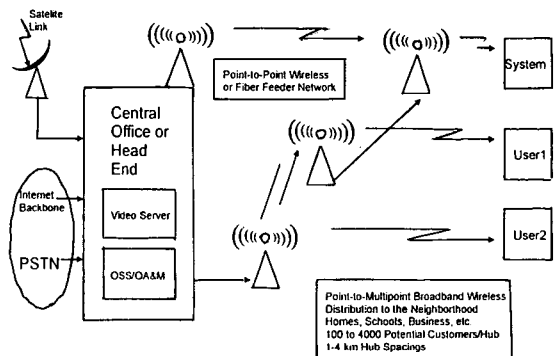 Satelite
Link
System
Point-to-Point Wireless
or Fiber Feeder Network
Central
Office or
Head
End
User1
Internet
Backbone
Video Server
User2
PSTN
OSS/OA&M
Point-to-Multipoint Broadband Wireless
Distribution to the Neighborhood
Homes, Schools, Business, etc.
100 to 4000 Potential Customers/Hub
1-4 km Hub Spacings